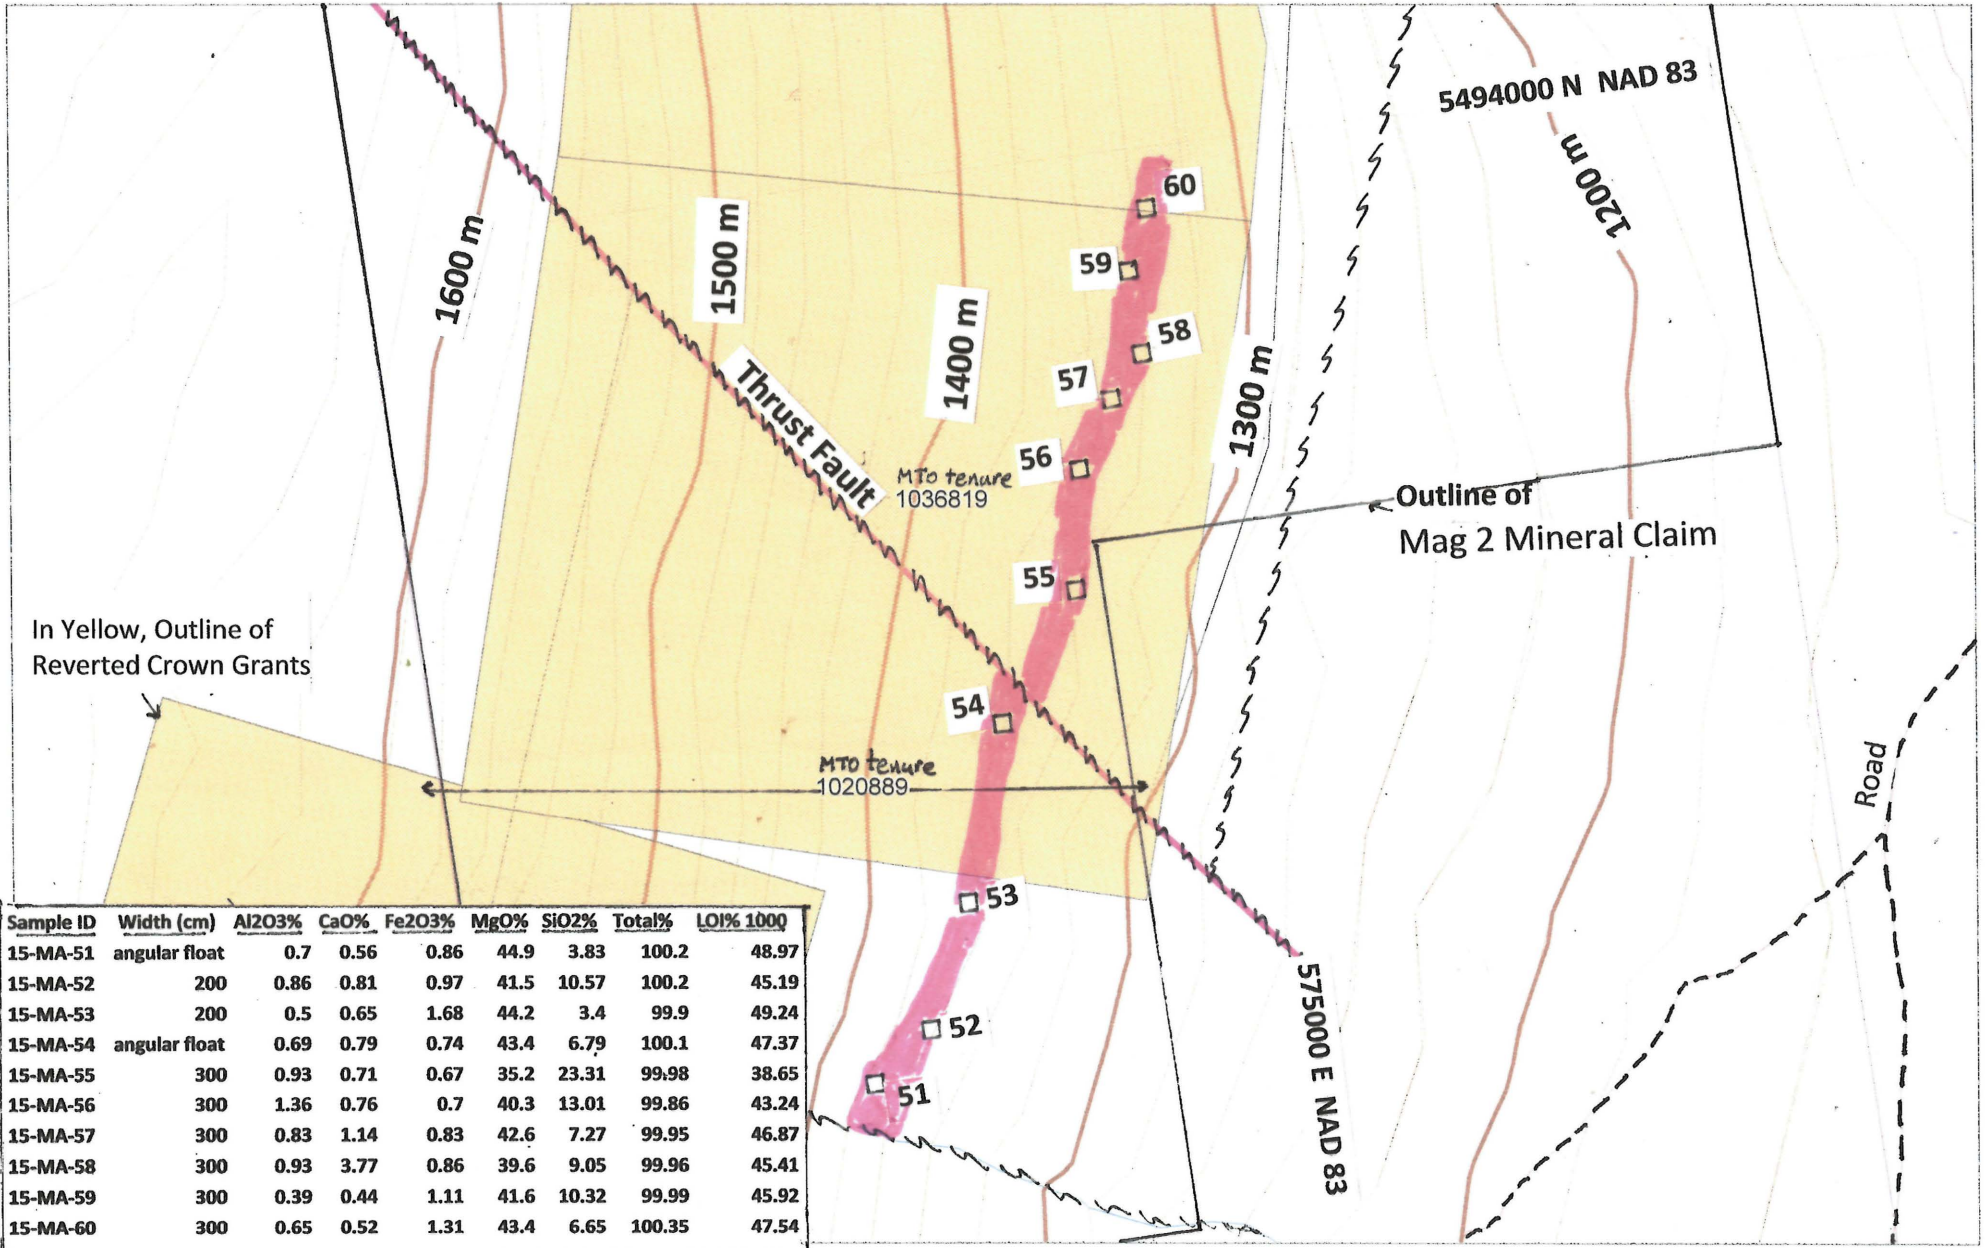 5494000 N NAD 83
1200 m
60
1600 m
1500 m
59
1400 m
58
1300 m
57
Thrust Fault
56
MTO tenure
1036819
Outline of
Mag 2 Mineral Claim
55
In Yellow, Outline of
Reverted Crown Grants
54
MTO tenure
1020889
Road
53
52
51
575000 E NAD 83
Sample ID Width (cm) Al2O3% CaO% Fe2O3% MgO% SiO2% Total% LOI% 1000
15-MA-51 angular float 0.7 0.56 0.86 44.9 3.83 100.2 48.97
15-MA-52 200 0.86 0.81 0.97 41.5 10.57 100.2 45.19
15-MA-53 200 0.5 0.65 1.68 44.2 3.4 99.9 49.24
15-MA-54 angular float 0.69 0.79 0.74 43.4 6.79 100.1 47.37
15-MA-55 300 0.93 0.71 0.67 35.2 23.31 99.98 38.65
15-MA-56 300 1.36 0.76 0.7 40.3 13.01 99.86 43.24
15-MA-57 300 0.83 1.14 0.83 42.6 7.27 99.95 46.87
15-MA-58 300 0.93 3.77 0.86 39.6 9.05 99.96 45.41
15-MA-59 300 0.39 0.44 1.11 41.6 10.32 99.99 45.92
15-MA-60 300 0.65 0.52 1.31 43.4 6.65 100.35 47.54